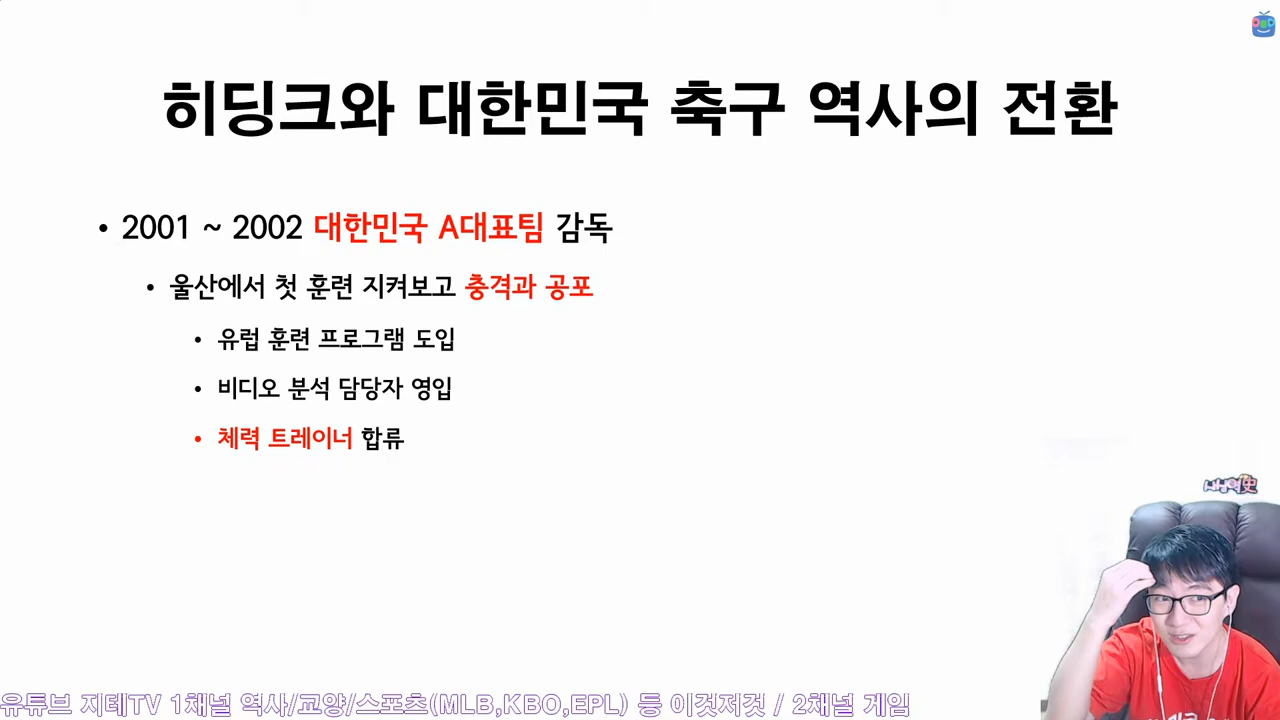 히딩크와 대한민국 축구 역사의 전환
• 2001 ~ 2002 대한민국 A대표팀 감독
• 울산에서 첫 훈련 지켜보고 충격과 공포
• 유럽 훈련 프로그램 도입
• 비디오 분석 담당자 영입
• 체력 트레이너 합류
유튜브 지테TV 1채널 역사/교양/스포츠(MLB,KBO,EPL) 등 이것저것 / 2채널 게임